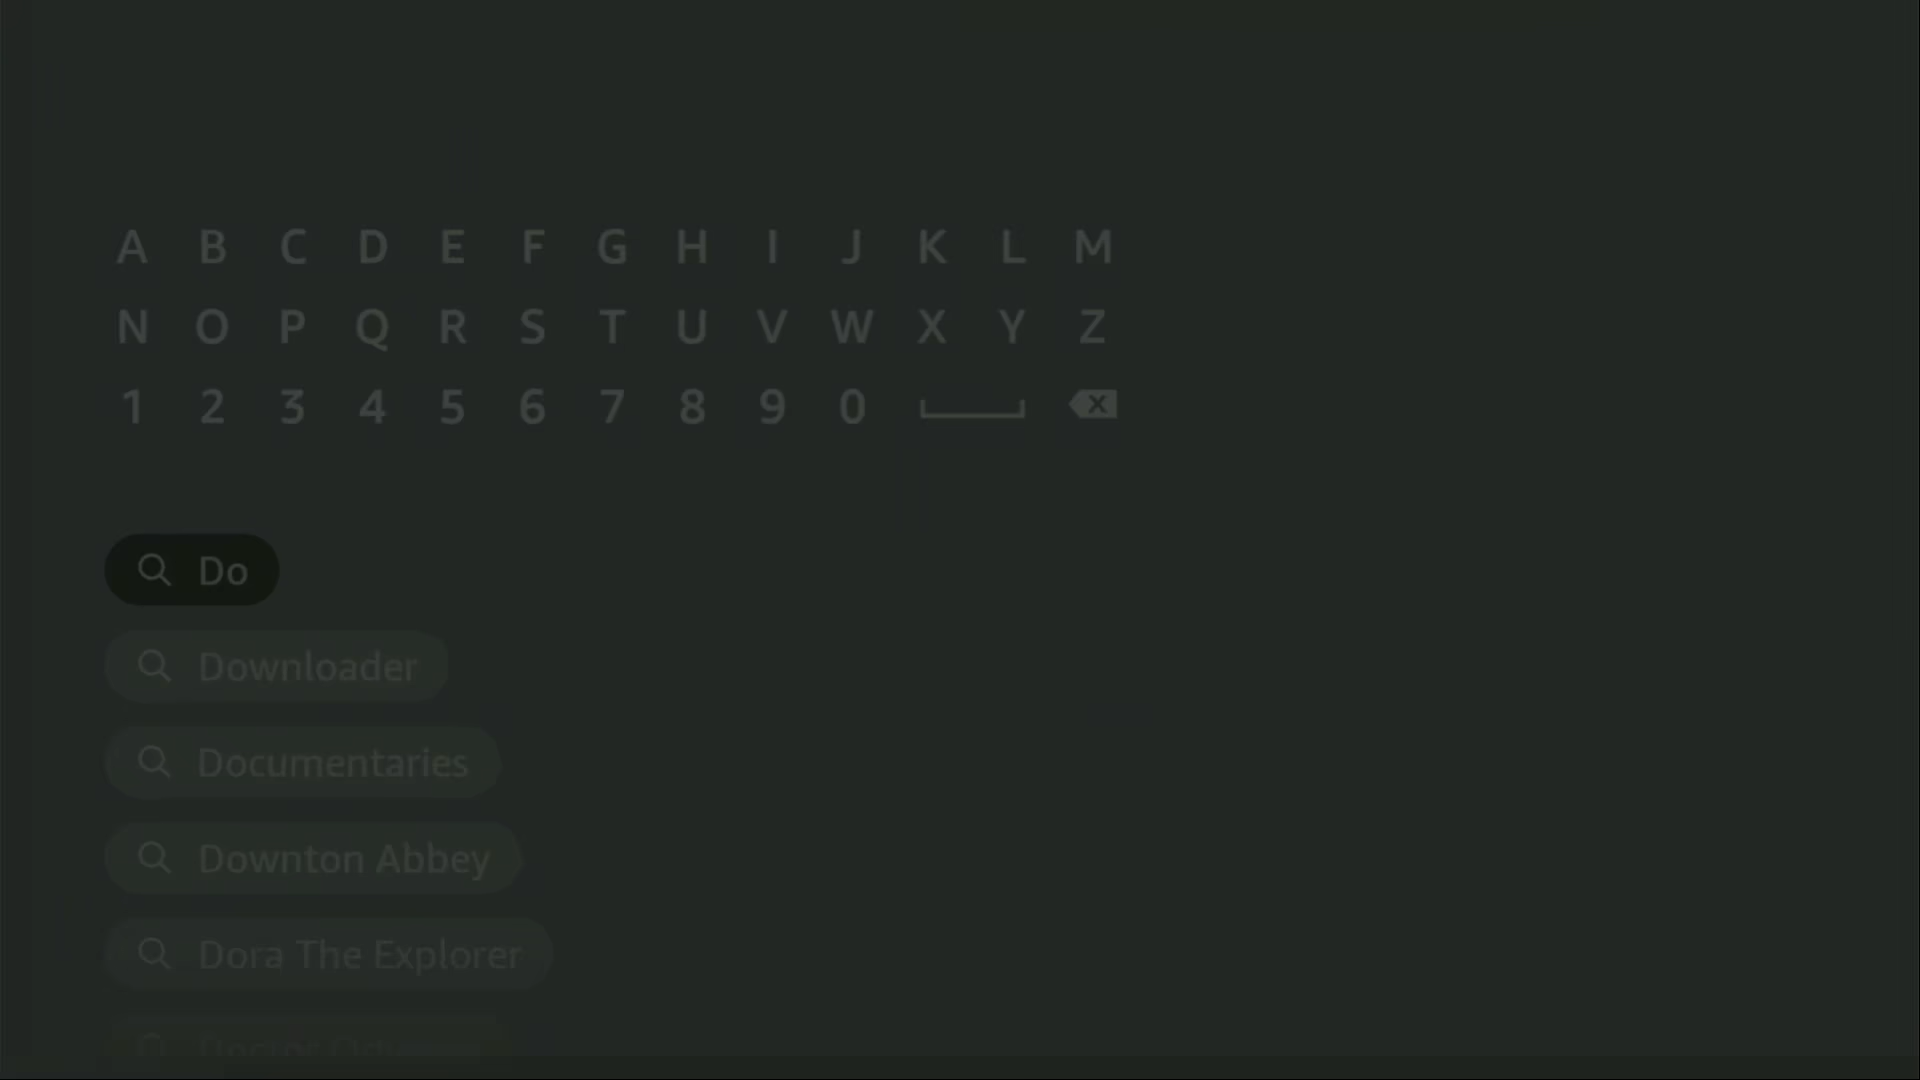 A B C D E F G H I J K L M
N O P Q R S T U V W X Y Z
1 2 3 4 5 6 7 8 9 0
Do
Downloader
Documentaries
Downton Abbey
Dora The Explorer